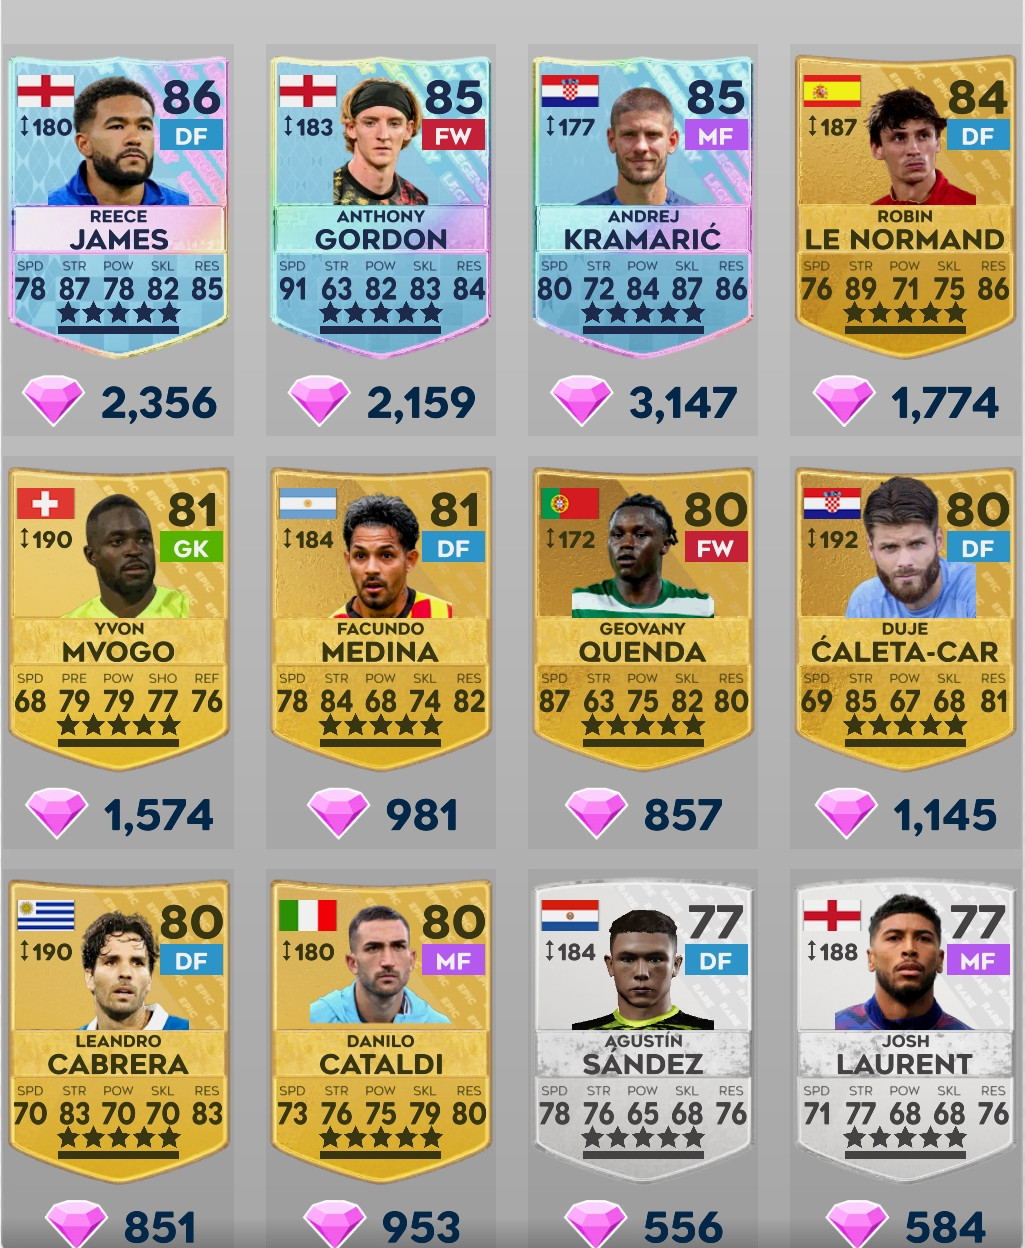 86
180
DF
REECE
JAMES
SPD STR POW SKL RES
78 87 78 82 85
2,356
85
183
FW
ANTHONY
GORDON
SPD STR POW SKL RES
91 63 82 83 84
2,159
85
177
MF
ANDREJ
KRAMARIĆ
SPD STR POW SKL RES
80 72 84 87 86
3,147
84
187
DF
ROBIN
LE NORMAND
SPD STR POW SKL RES
76 89 71 75 86
1,774
81
190
GK
YVON
MVOGO
SPD PRE POW SHO REF
68 79 79 77 76
1,574
81
184
DF
FACUNDO
MEDINA
SPD STR POW SKL RES
78 84 68 74 82
981
80
172
FW
GEOVANY
QUENDA
SPD STR POW SKL RES
87 63 75 82 80
857
80
192
DF
DUJE
ĆALETA-CAR
SPD STR POW SKL RES
69 85 67 68 81
1,145
80
190
DF
LEANDRO
CABRERA
SPD STR POW SKL RES
70 83 70 70 83
851
80
180
MF
DANILO
CATALDI
SPD STR POW SKL RES
73 76 75 79 80
953
77
184
DF
AGUSTÍN
SÁNDEZ
SPD STR POW SKL RES
78 76 65 68 76
556
77
188
MF
JOSH
LAURENT
SPD STR POW SKL RES
71 77 68 68 76
584